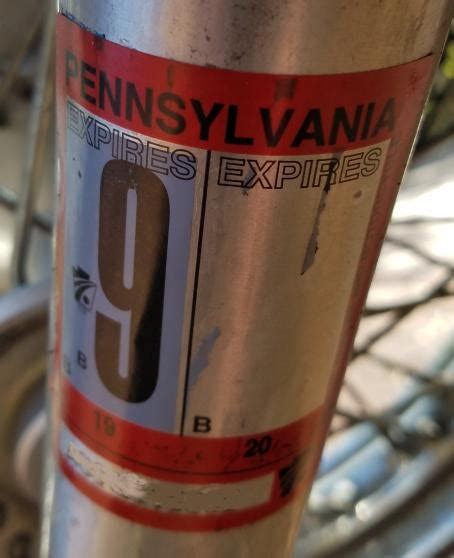 PENNSYLVANIA
EXPIRES EXPIRES
9
B B
19 20